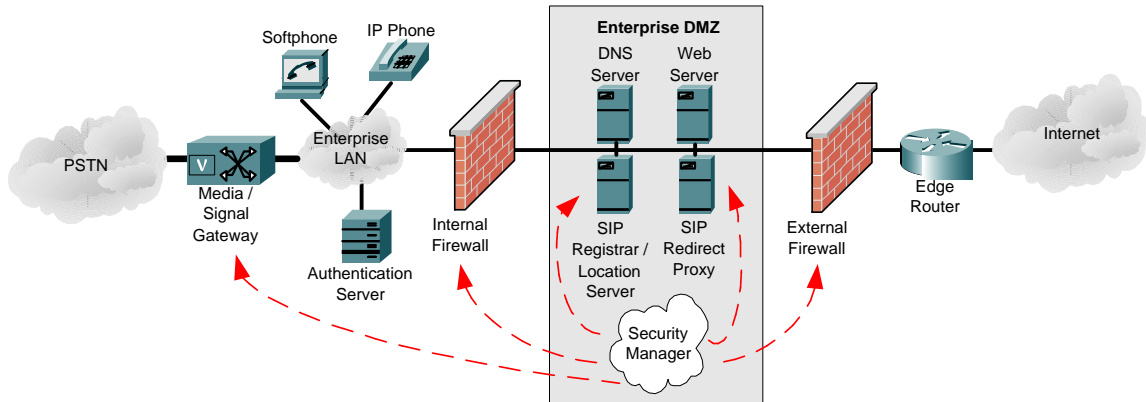 Enterprise DMZ
Softphone
IP Phone
DNS
Server
Web
Server
PSTN
Enterprise
LAN
Internet
V
Media /
Signal
Gateway
Internal
Firewall
Authentication
Server
SIP
Registrar /
Location
Server
SIP
Redirect
Proxy
External
Firewall
Edge
Router
Security
Manager